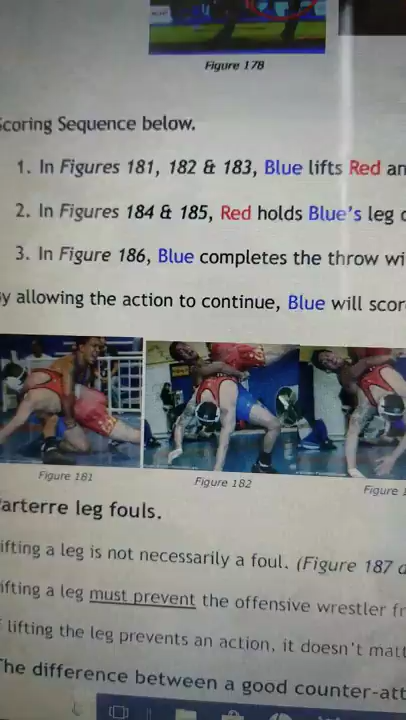 Figure 178
Scoring Sequence below.
1. In Figures 181, 182 & 183, Blue lifts Red an
2. In Figures 184 & 185, Red holds Blue's leg
3. In Figure 186, Blue completes the throw wi
y allowing the action to continue, Blue will scor
Figure 181
Figure 182
Figure 1
arterre leg fouls.
ifting a leg is not necessarily a foul. (Figure 187
ifting a leg must prevent the offensive wrestler fr
lifting the leg prevents an action, it doesn't matt
The difference between a good counter-att